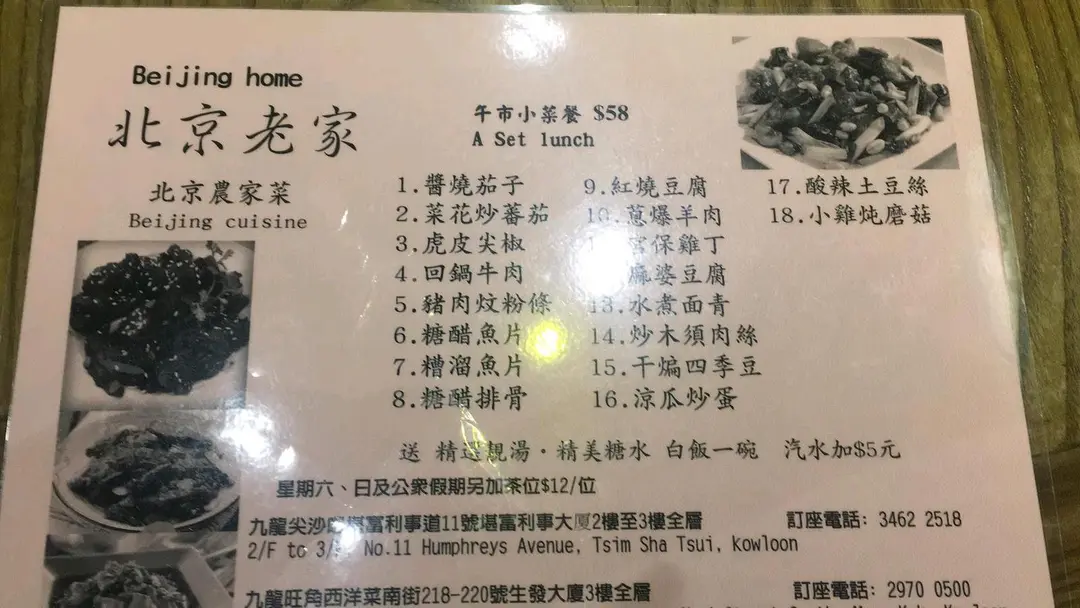 Beijing home
北京老家
北京農家菜
Beijing cuisine
午市小菜餐 $58
A Set lunch
1.醬燒茄子
2.菜花炒蕃茄
3.虎皮尖椒
4.回鍋牛肉
5.豬肉炆粉條
6.糖醋魚片
7.糟溜魚片
8.糖醋排骨
9.紅燒豆腐
10.蔥爆羊肉
宮保雞丁
麻婆豆腐
13.水煮面青
14.炒木須肉絲
15.干煸四季豆
16.涼瓜炒蛋
17.酸辣土豆絲
18.小雞炖磨菇
送 精選靚湯·精美糖水 白飯一碗 汽水加$5元
星期六、日及公眾假期另加茶位$12/位
九龍尖沙咀堪富利事道11號堪富利事大厦2樓至3樓全層 訂座電話: 3462 2518
2/F to 3/ No.11 Humphreys Avenue, Tsim Sha Tsui, kowloon
九龍旺角西洋菜南街218-220號生發大廈3樓全層 訂座電話: 2970 0500